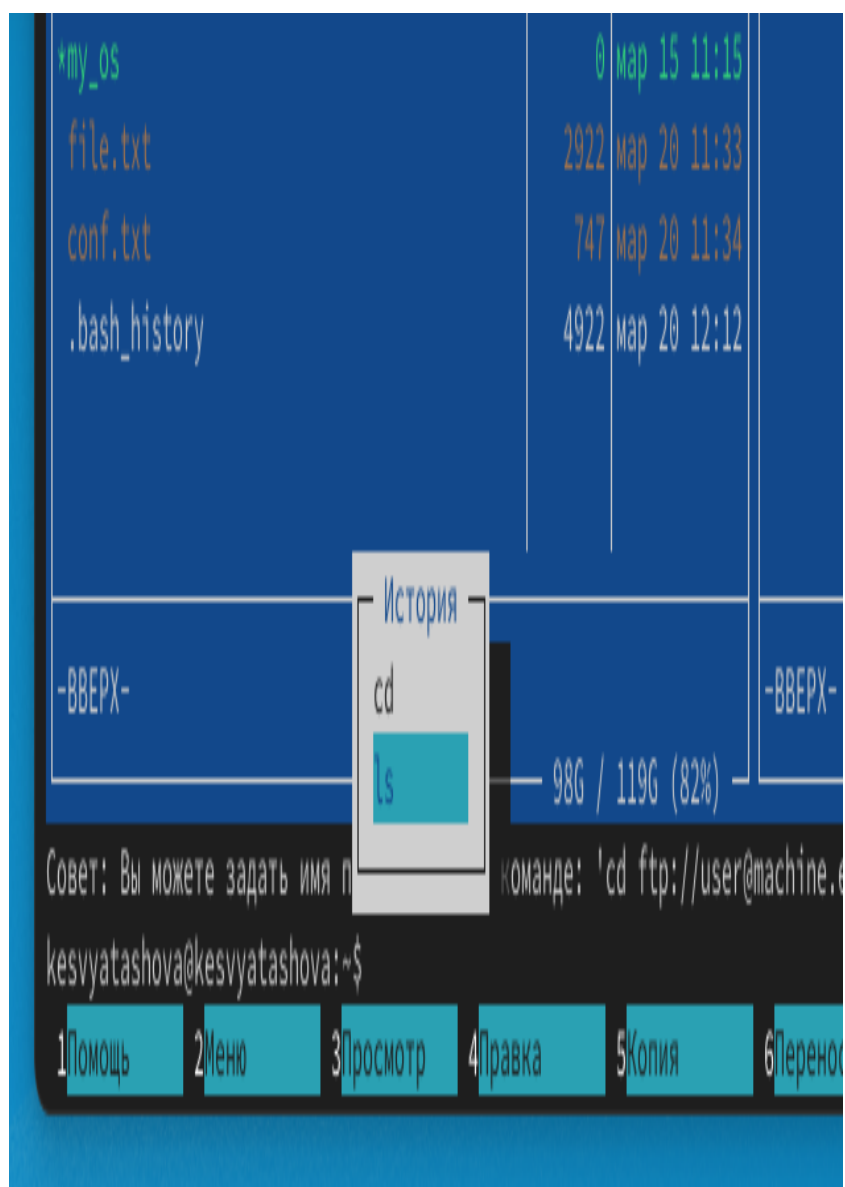 *my_os 0 мар 15 11:15
file.txt 2922 мар 20 11:33
conf.txt 747 мар 20 11:34
.bash_history 4922 мар 20 12:12
История
-ВВЕРХ- cd -ВВЕРХ-
ls 98G / 119G (82%)
Совет: Вы можете задать имя команде: 'cd ftp://user@machine.
kesvyatashova@kesvyatashova:~$
1Помощь 2Меню 3Просмотр 4Правка 5Копия 6Перенос